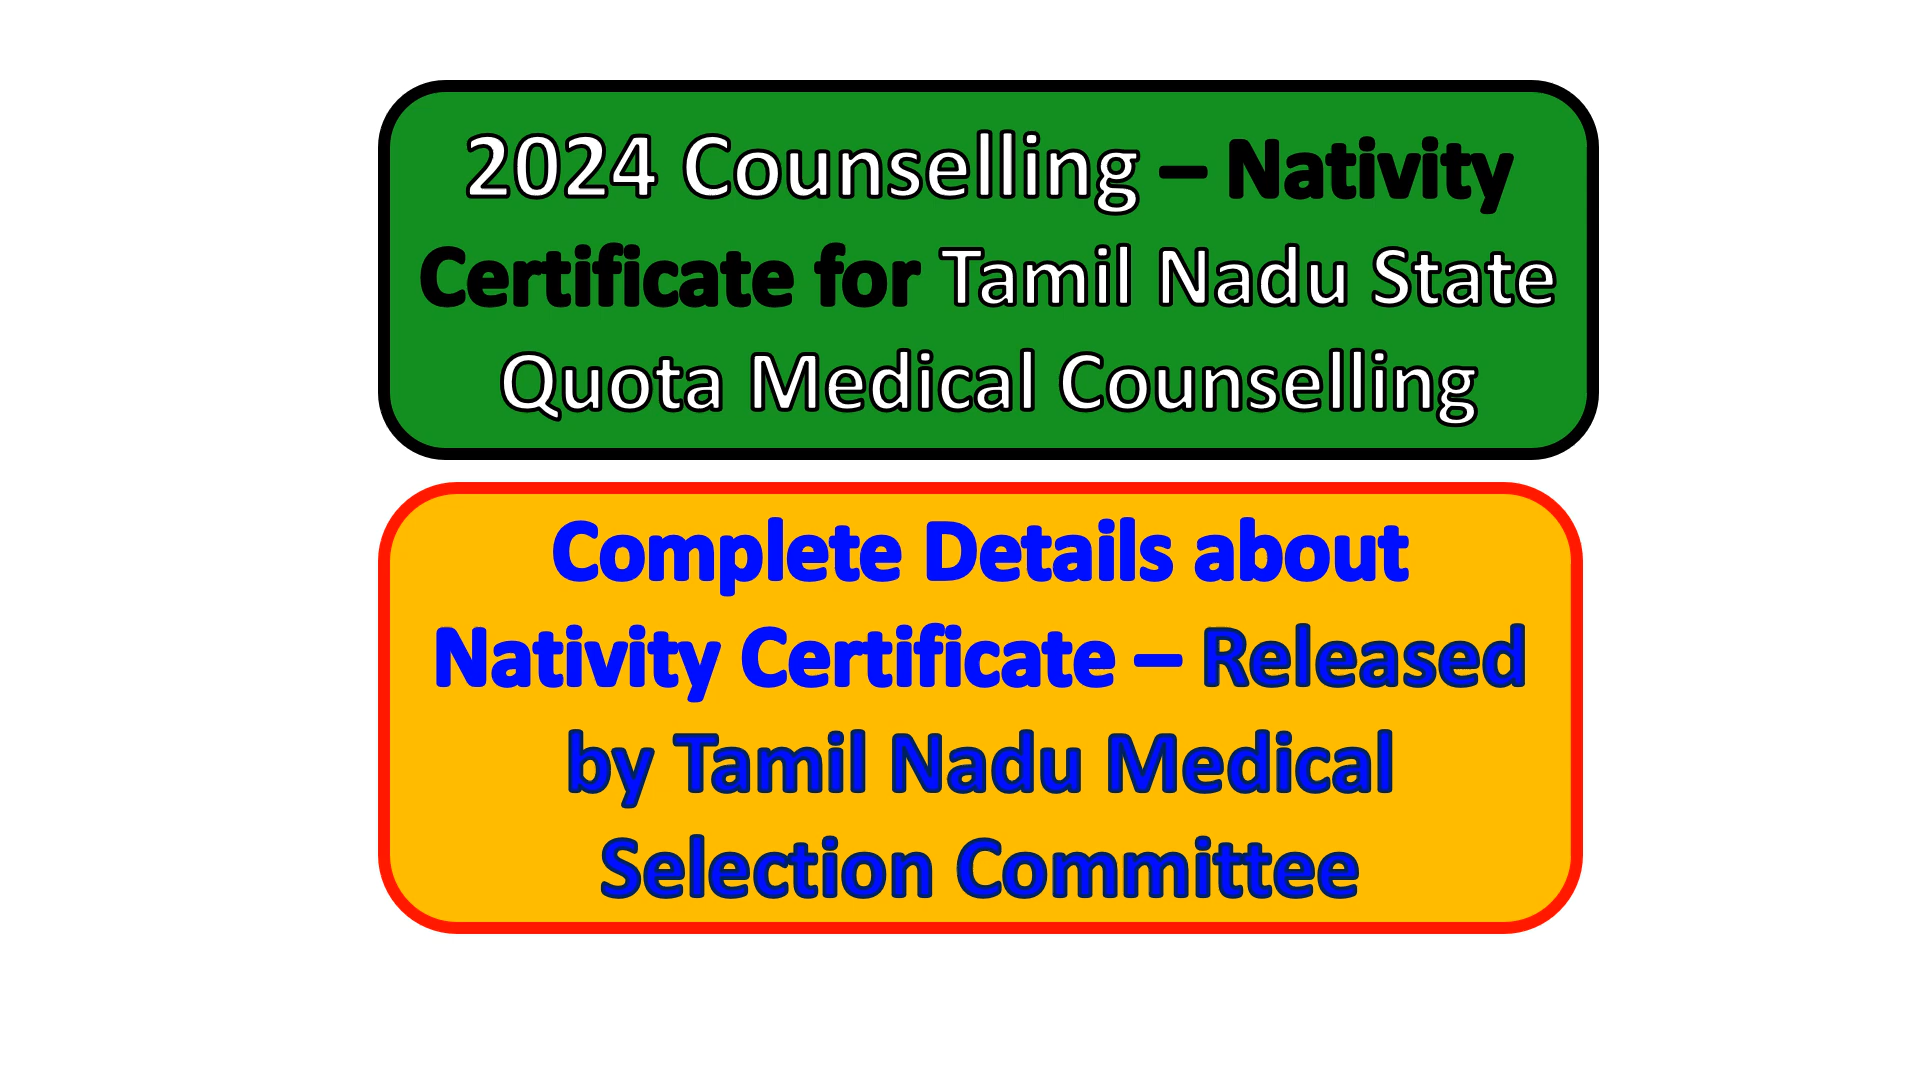 2024 Counselling – Nativity
Certificate for Tamil Nadu State
Quota Medical Counselling
Complete Details about
Nativity Certificate – Released
by Tamil Nadu Medical
Selection Committee